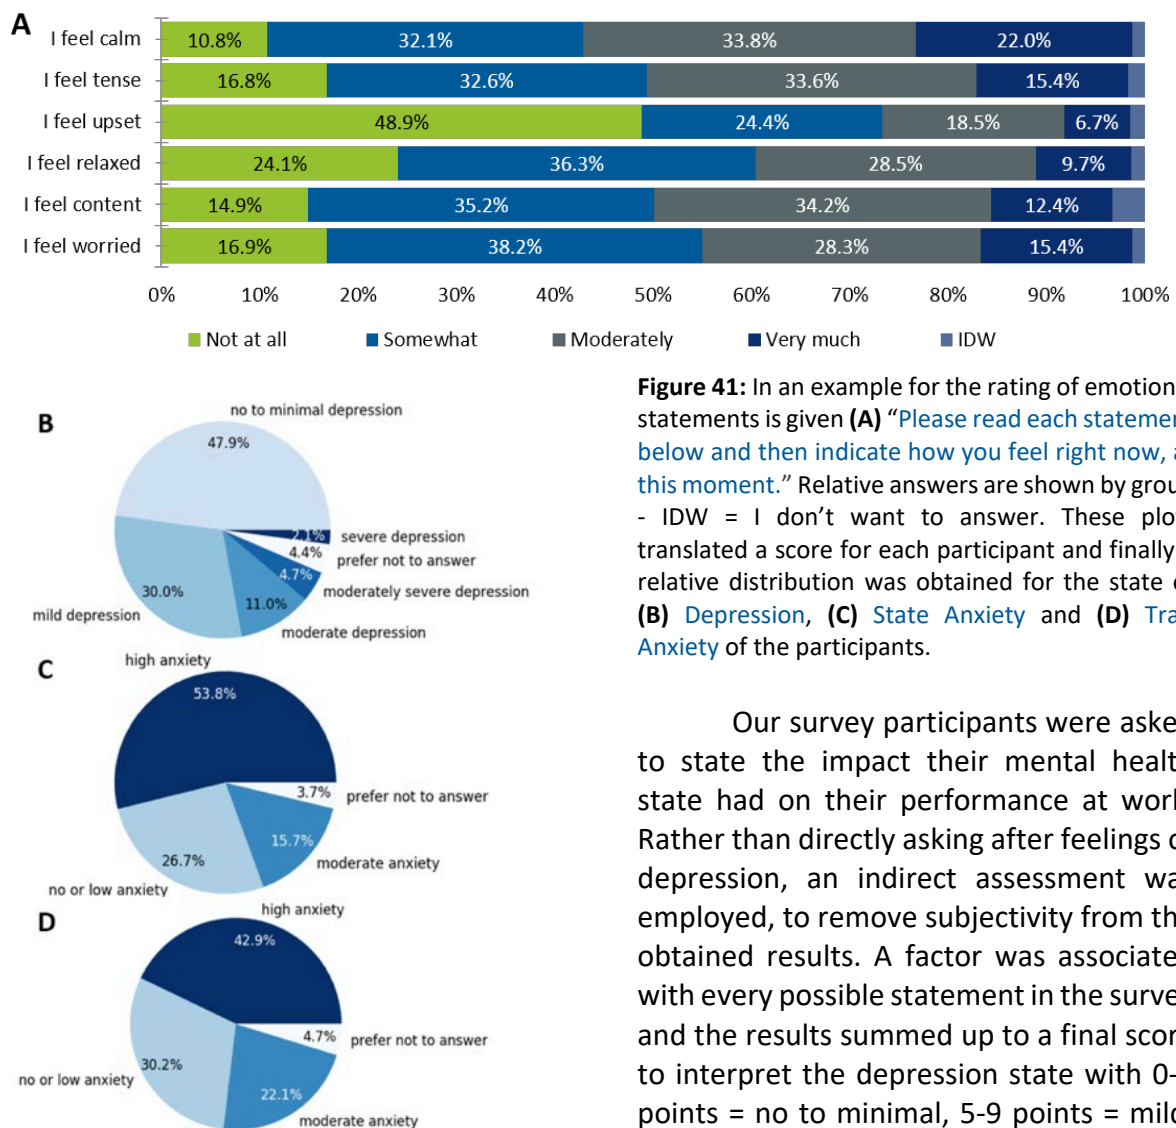 A
I feel calm 10.8% 32.1% 33.8% 22.0%
I feel tense 16.8% 32.6% 33.6% 15.4%
I feel upset 48.9% 24.4% 18.5% 6.7%
I feel relaxed 24.1% 36.3% 28.5% 9.7%
I feel content 14.9% 35.2% 34.2% 12.4%
I feel worried 16.9% 38.2% 28.3% 15.4%
0% 10% 20% 30% 40% 50% 60% 70% 80% 90% 100%
Not at all Somewhat Moderately Very much IDW
B
no to minimal depression
47.9%
2.1% severe depression
4.4% prefer not to answer
4.7% moderately severe depression
30.0% 11.0%
mild depression
moderate depression
C
high anxiety
53.8%
3.7% prefer not to answer
15.7% moderate anxiety
26.7%
no or low anxiety
D
high anxiety
42.9%
4.7% prefer not to answer
30.2%
no or low anxiety
22.1%
moderate anxiety
Figure 41: In an example for the rating of emotion
statements is given (A) “Please read each statemen
below and then indicate how you feel right now, a
this moment.” Relative answers are shown by grou
- IDW = I don’t want to answer. These plot
translated a score for each participant and finally
relative distribution was obtained for the state o
(B) Depression, (C) State Anxiety and (D) Tra
Anxiety of the participants.
Our survey participants were aske
to state the impact their mental healt
state had on their performance at work
Rather than directly asking after feelings o
depression, an indirect assessment wa
employed, to remove subjectivity from th
obtained results. A factor was associate
with every possible statement in the surve
and the results summed up to a final scor
to interpret the depression state with 0-
points = no to minimal, 5-9 points = mild